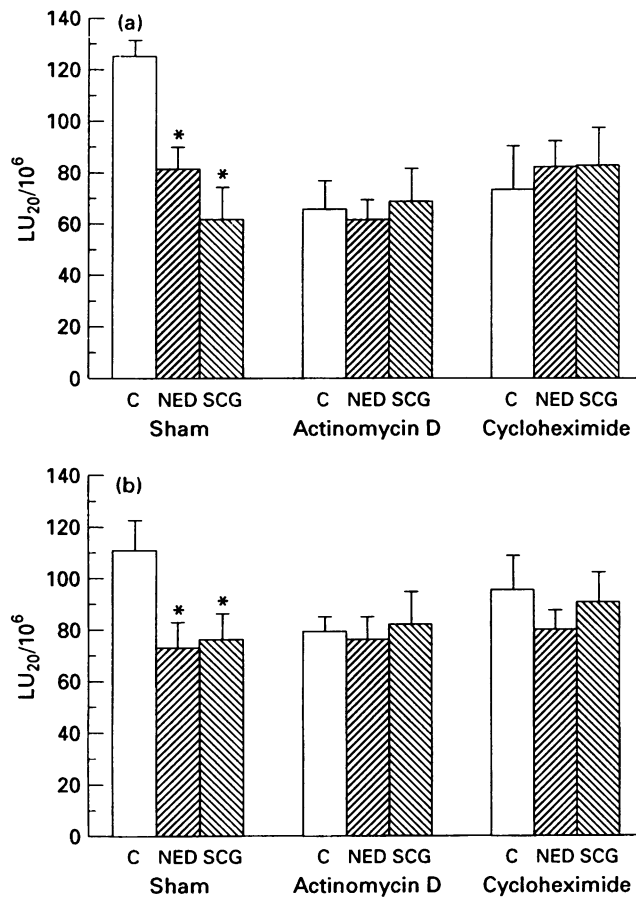 (a)
140
120
100
80
60
40
20
0
LU20/10^6
*
*
C NED SCG C NED SCG C NED SCG
Sham Actinomycin D Cycloheximide
(b)
140
120
100
80
60
40
20
0
LU20/10^6
*
*
C NED SCG C NED SCG C NED SCG
Sham Actinomycin D Cycloheximide